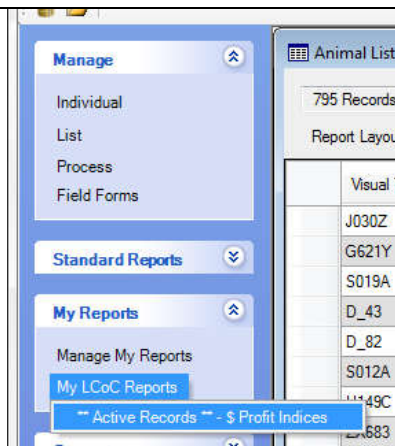 Manage
Individual
List
Process
Field Forms
Standard Reports
My Reports
Manage My Reports
My LCoC Reports
** Active Records ** - $ Profit Indices
Animal List
795 Records
Report
Visual
J030Z
G621Y
S019A
D_43
D_82
S012A